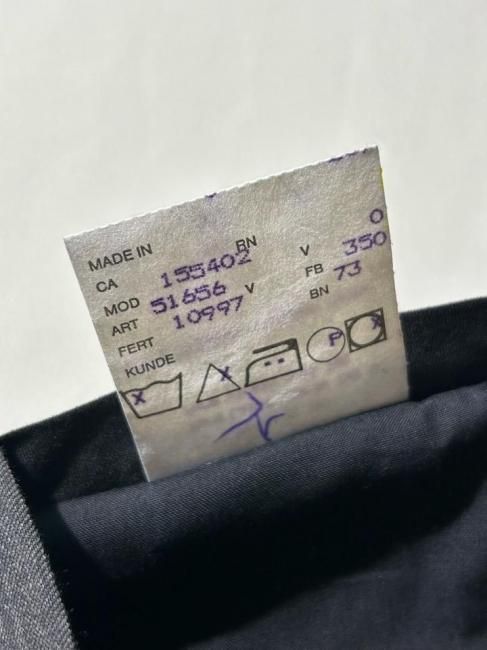 MADE IN BN V 0
CA 155402 FB 350
MOD 51656 V BN 73
ART 10997
FERT
KUNDE
X X P X